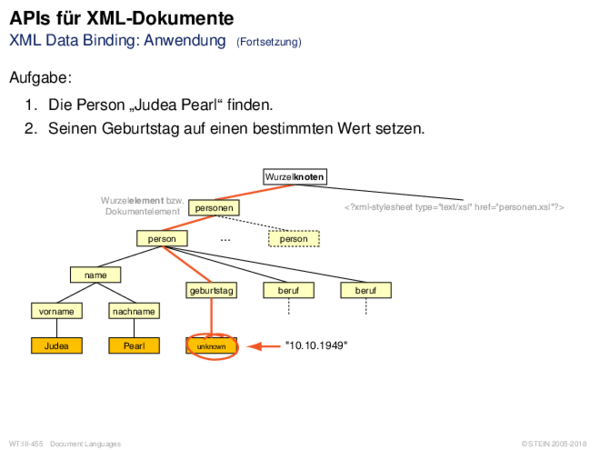 APIs für XML-Dokumente
XML Data Binding: Anwendung (Fortsetzung)
Aufgabe:
1. Die Person „Judea Pearl“ finden.
2. Seinen Geburtstag auf einen bestimmten Wert setzen.
Wurzelknoten
Wurzelelement bzw.
Dokumentelement
personen
<?xml-stylesheet type="text/xsl" href="personen.xsl"?>
person
...
person
name
geburtstag
beruf
beruf
vorname
nachname
Judea
Pearl
unknown
"10.10.1949"
WT:III-455 Document Languages
© STEIN 2005-2018